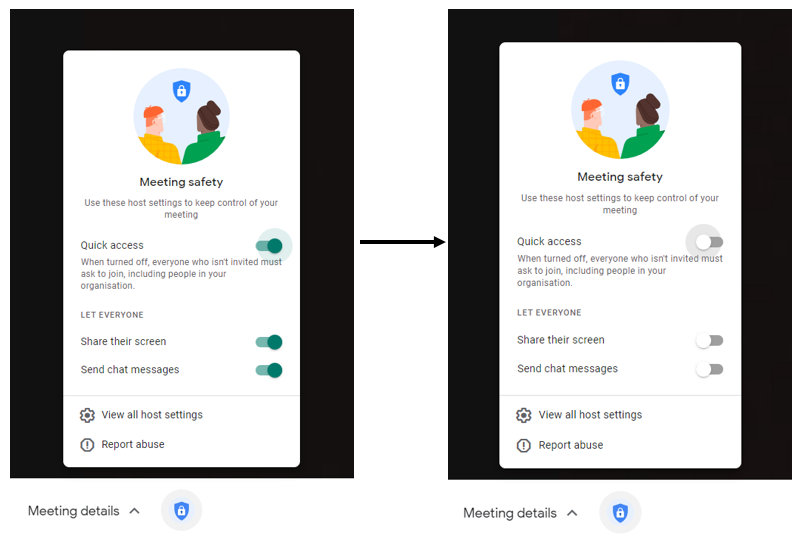 Meeting safety
Use these host settings to keep control of your
meeting
Quick access
When turned off, everyone who isn't invited must
ask to join, including people in your
organisation.
LET EVERYONE
Share their screen
Send chat messages
View all host settings
Report abuse
Meeting details
Meeting safety
Use these host settings to keep control of your
meeting
Quick access
When turned off, everyone who isn't invited must
ask to join, including people in your
organisation.
LET EVERYONE
Share their screen
Send chat messages
View all host settings
Report abuse
Meeting details